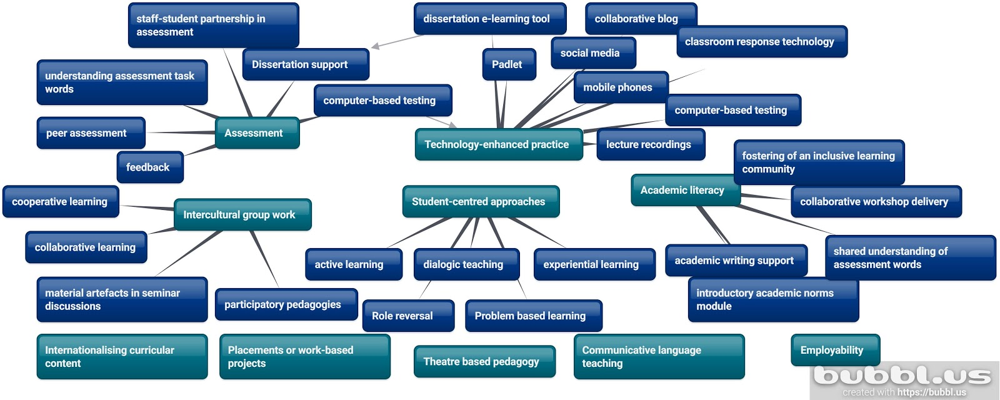 staff-student partnership in
assessment
dissertation e-learning tool
collaborative blog
classroom response technology
Dissertation support
Padlet
social media
understanding assessment task
words
computer-based testing
mobile phones
computer-based testing
peer assessment
Assessment
Technology-enhanced practice
lecture recordings
feedback
fostering of an inclusive learning
community
cooperative learning
Intercultural group work
Student-centred approaches
Academic literacy
collaborative workshop delivery
collaborative learning
active learning
dialogic teaching
experiential learning
academic writing support
shared understanding of
assessment words
material artefacts in seminar
discussions
participatory pedagogies
Role reversal
Problem based learning
introductory academic norms
module
Internationalising curricular
content
Placements or work-based
projects
Theatre based pedagogy
Communicative language
teaching
Employability
bubbl.us
created with https://bubbl.us